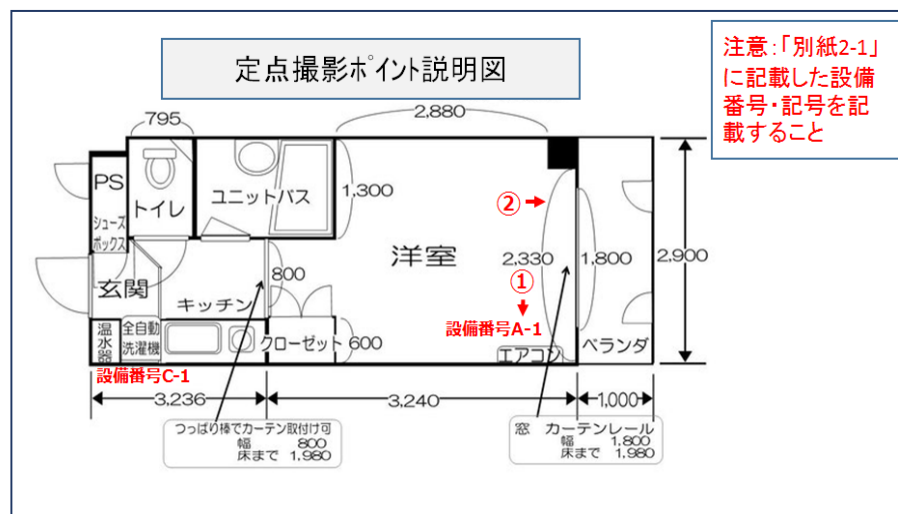 定点撮影ポイント説明図
注意:「別紙2-1」
に記載した設備
番号・記号を記
載すること
795
2,880
PS
トイレ
ユニットバス
1,300
②
シューズ
ボックス
洋室
2,330
1,800
2,900
玄関
キッチン
800
①
設備番号A-1
温水器
全自動
洗濯機
クローゼット
600
エアコン
ベランダ
設備番号C-1
3,236
3,240
1,000
つっぱり棒でカーテン取付け可
幅 800
床まで 1,980
窓 カーテンレール
幅 1,800
床まで 1,980